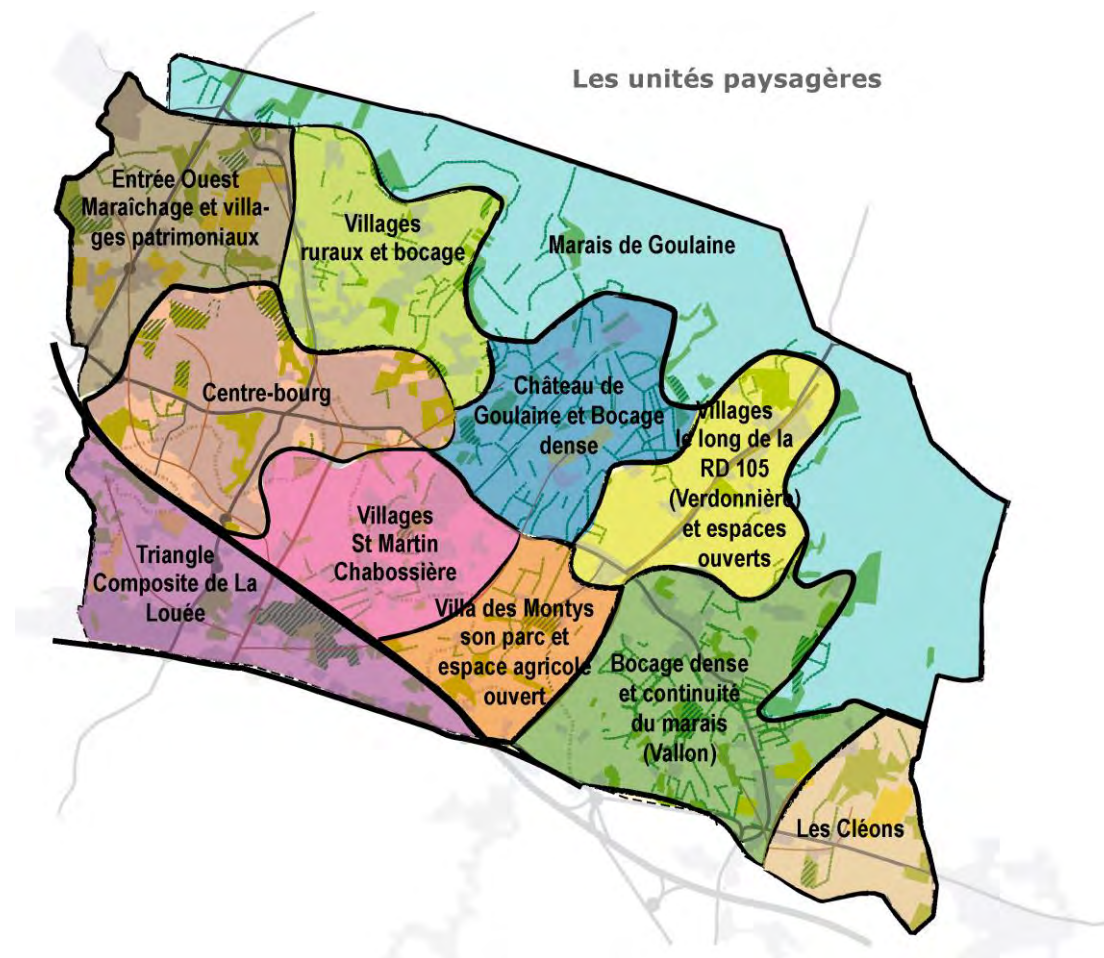 Les unités paysagères
Entrée Ouest
Maraîchage et villa-
ges patrimoniaux
Villages
ruraux et bocage
Marais de Goulaine
Centre-bourg
Château de
Goulaine et Bocage
dense
Villages
le long de la
RD 105
(Verdonnière)
et espaces
ouverts
Villages
St Martin
Chabossière
Triangle
Composite de La
Louée
Villa des Montys
son parc et
espace agricole
ouvert
Bocage dense
et continuité
du marais
(Vallon)
Les Cléons